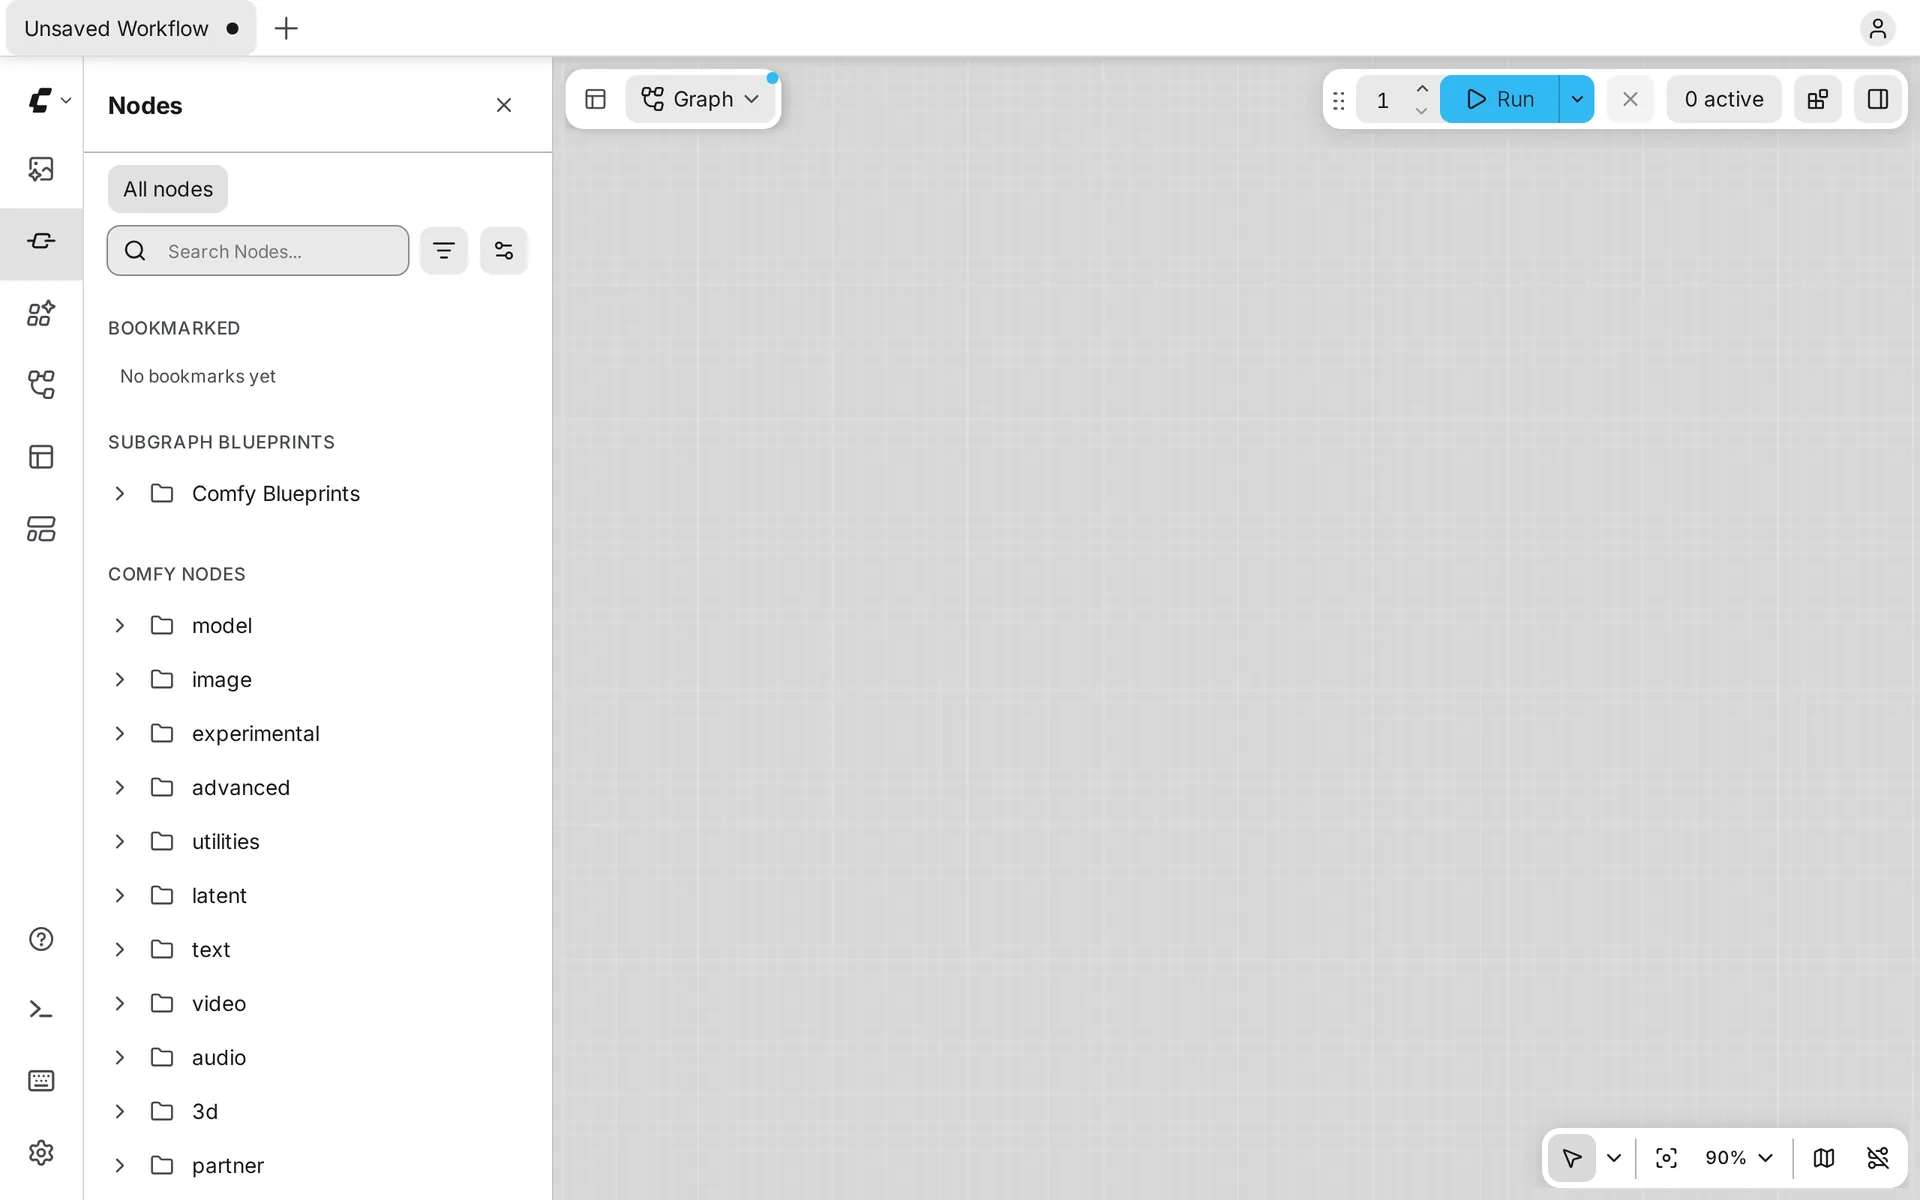 Unsaved Workflow
Nodes
Graph
1
Run
0 active
All nodes
Search Nodes...
BOOKMARKED
No bookmarks yet
SUBGRAPH BLUEPRINTS
Comfy Blueprints
COMFY NODES
model
image
experimental
advanced
utilities
latent
text
video
audio
3d
partner
90%